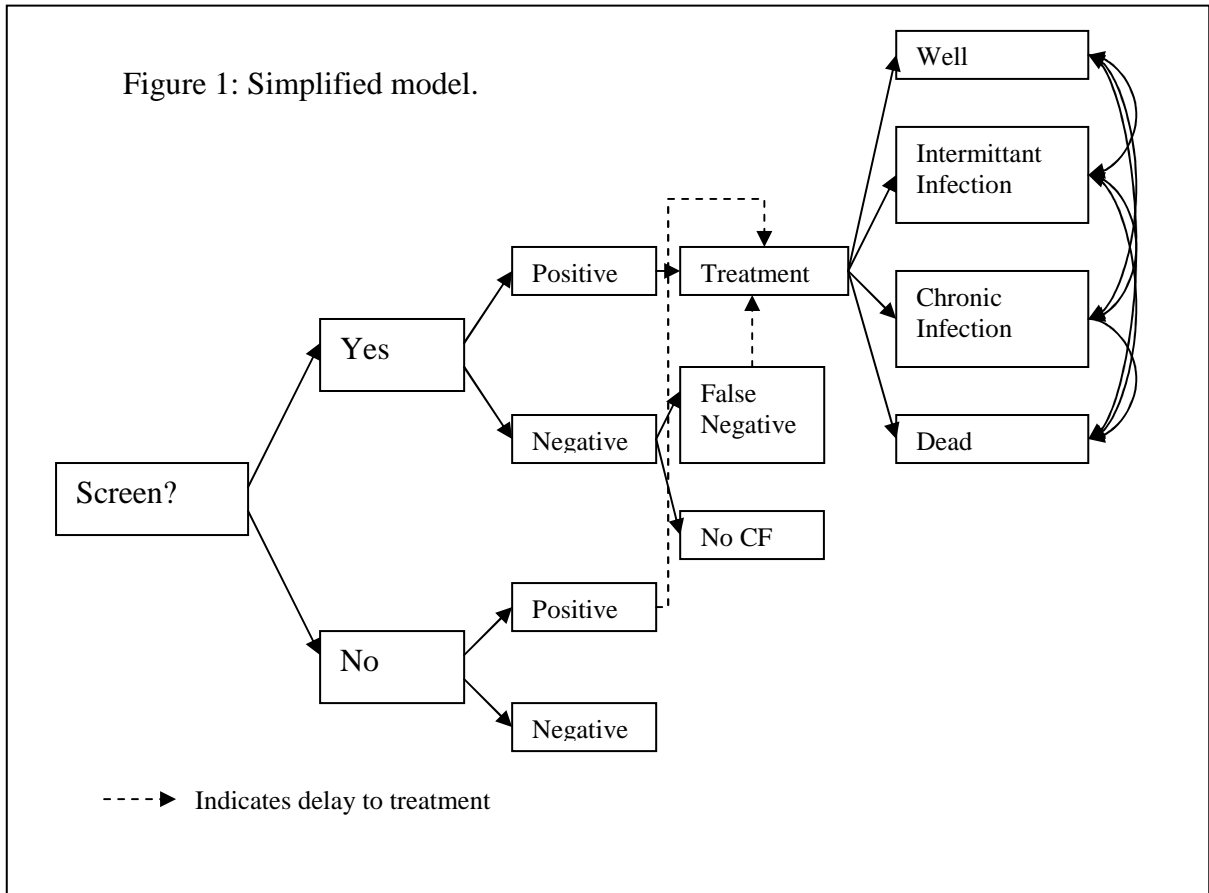 Figure 1: Simplified model.
Well
Intermittant
Infection
Positive
Treatment
Chronic
Infection
Yes
False
Negative
Negative
Dead
Screen?
No CF
Positive
No
Negative
Indicates delay to treatment